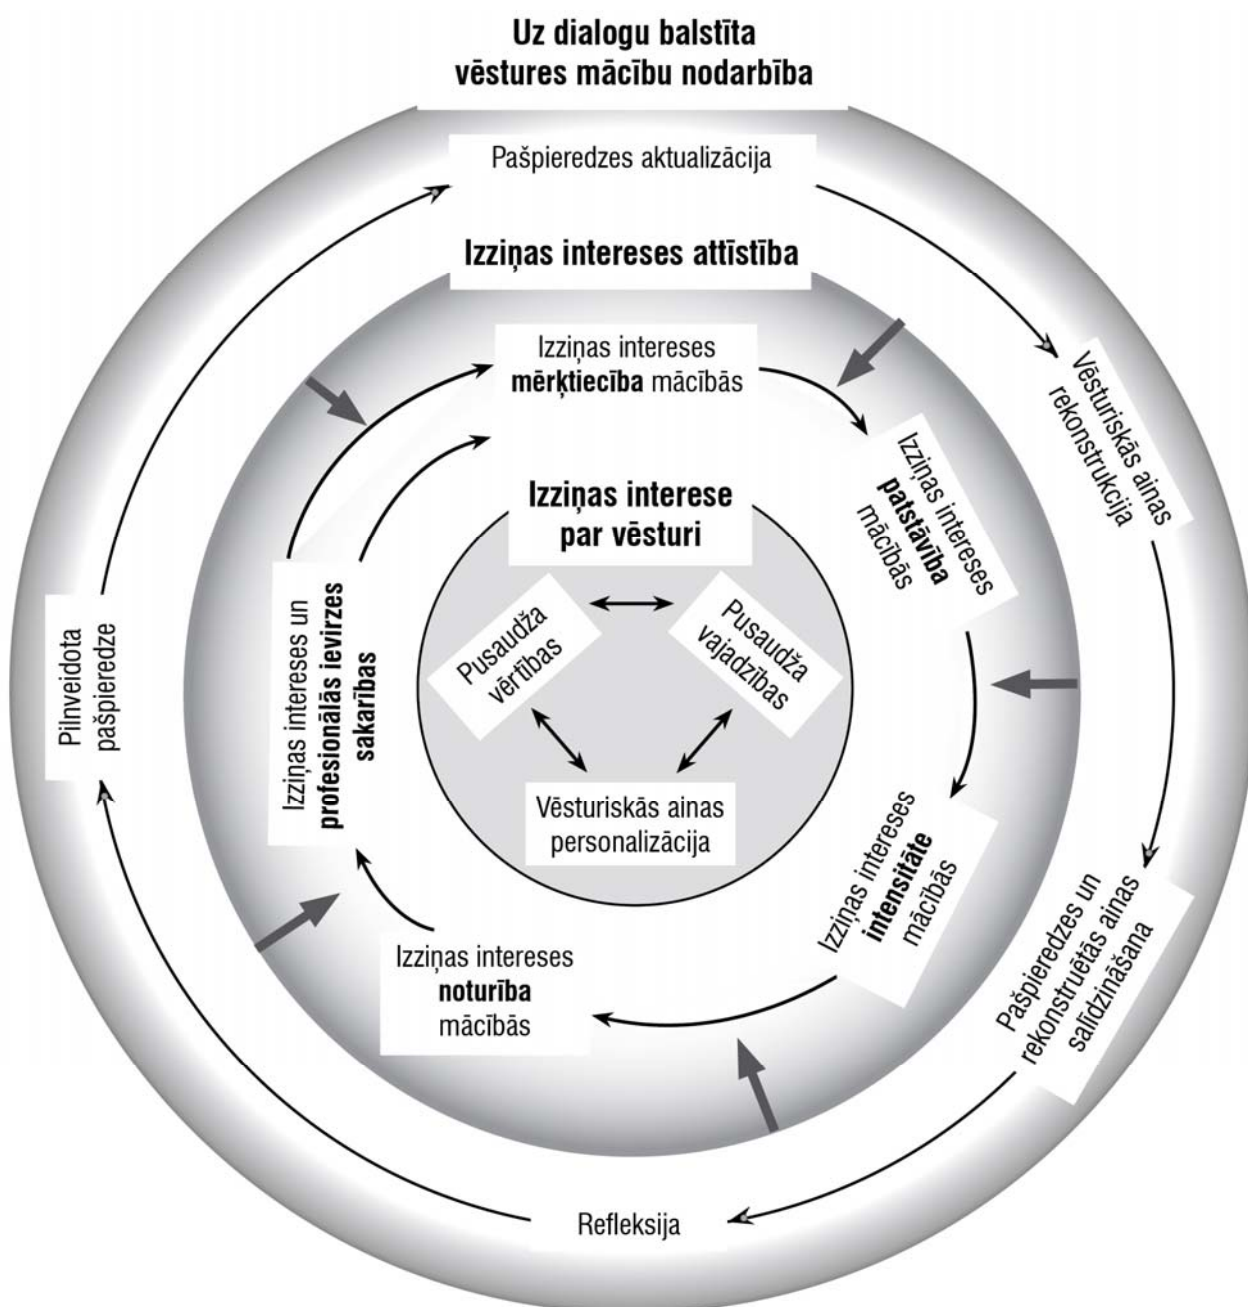 Uz dialogu balstīta
vēstures mācību nodarbība
Pašpieredzes aktualizācija
Izziņas intereses attīstība
Izziņas intereses
mērķtiecība mācībās
Vēsturiskās ainas
rekonstrukcija
Izziņas intereses
patstāvība
mācībās
Izziņas interese
par vēsturi
Pusaudža
vērtības
Pusaudža
vajadzības
Vēsturiskās ainas
personalizācija
Pilnveidota
pašpieredze
Izziņas intereses un
profesionālās ievirzes
sakarības
Izziņas intereses
intensitāte
mācībās
Izziņas intereses
noturība
mācībās
Pašpieredzes un
rekonstruētās ainas
salīdzināšana
Refleksija